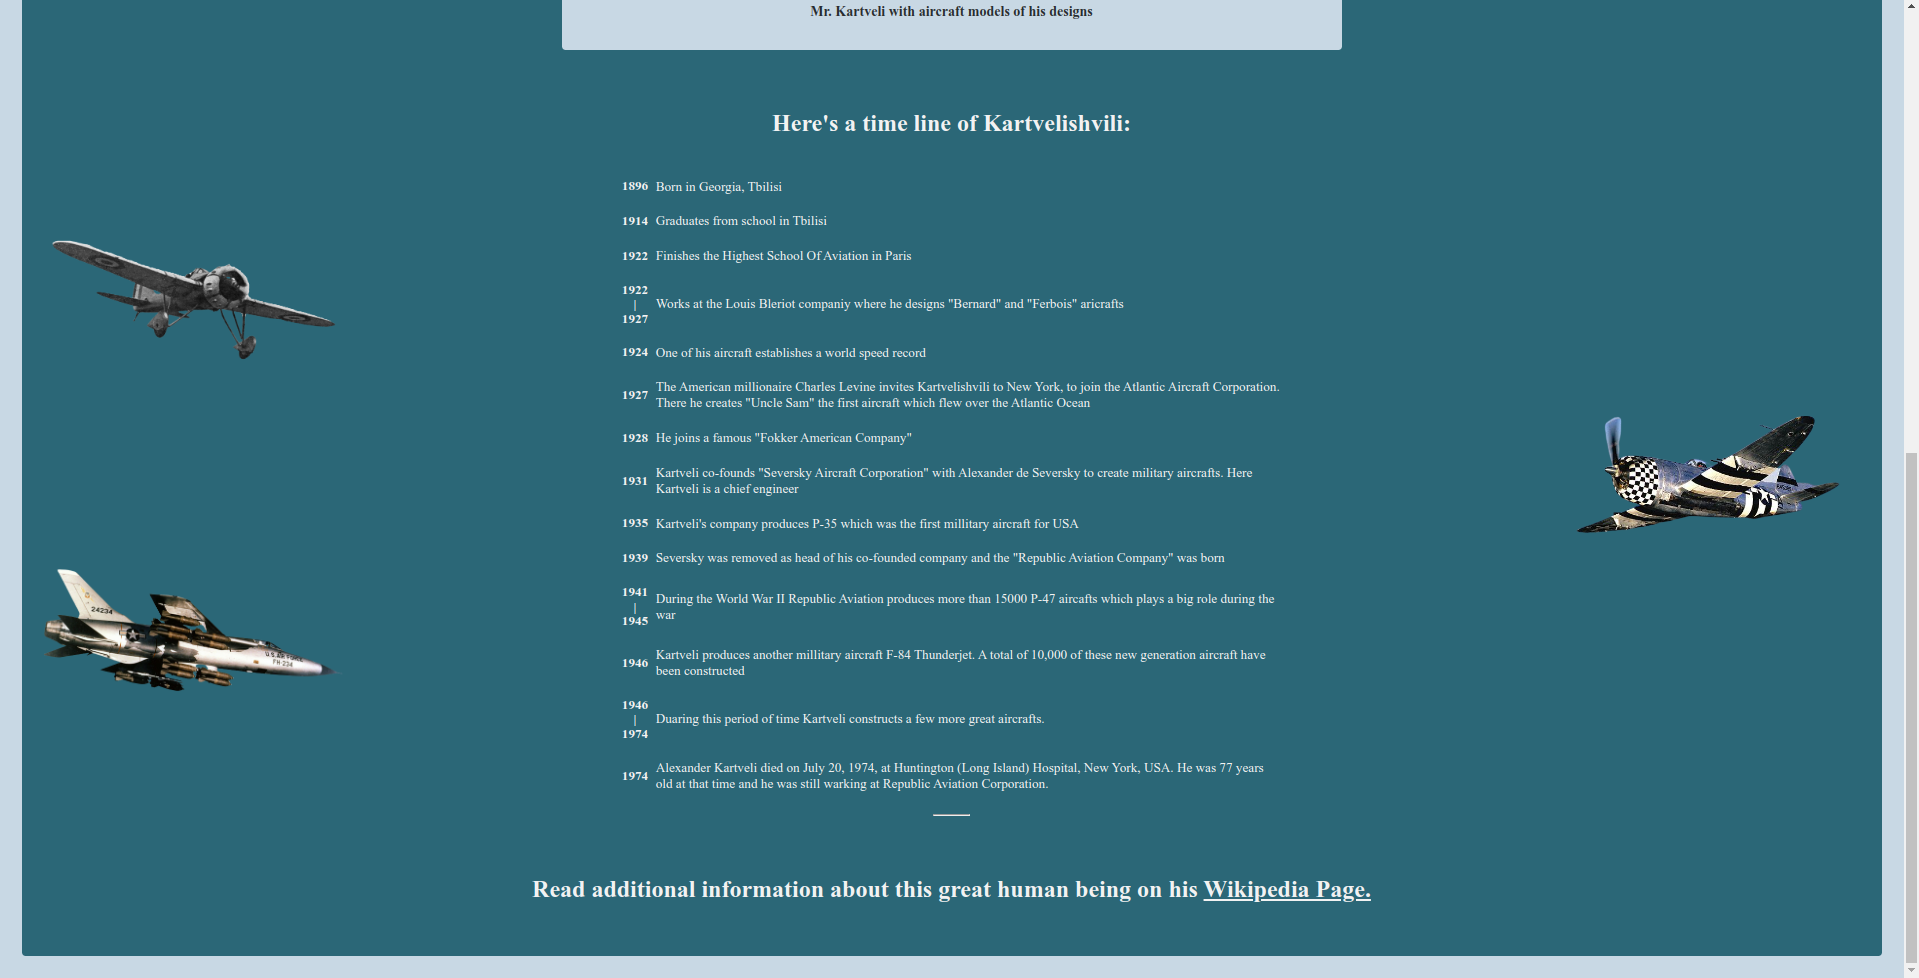 Mr. Kartveli with aircraft models of his designs
Here's a time line of Kartvelishvili:
1896 Born in Georgia, Tbilisi
1914 Graduates from school in Tbilisi
1922 Finishes the Highest School Of Aviation in Paris
1922
|
1927
Works at the Louis Bleriot companiy where he designs "Bernard" and "Ferbois" aricrafts
1924 One of his aircraft establishes a world speed record
1927
The American millionaire Charles Levine invites Kartvelishvili to New York, to join the Atlantic Aircraft Corporation.
There he creates "Uncle Sam" the first aircraft which flew over the Atlantic Ocean
1928 He joins a famous "Fokker American Company"
1931
Kartveli co-founds "Seversky Aircraft Corporation" with Alexander de Seversky to create military aircrafts. Here
Kartveli is a chief engineer
1935 Kartveli's company produces P-35 which was the first millitary aircraft for USA
1939 Seversky was removed as head of his co-founded company and the "Republic Aviation Company" was born
1941
|
1945
During the World War II Republic Aviation produces more than 15000 P-47 aircafts which plays a big role during the
war
1946
Kartveli produces another millitary aircraft F-84 Thunderjet. A total of 10,000 of these new generation aircraft have
been constructed
1946
|
1974
Duaring this period of time Kartveli constructs a few more great aircrafts.
1974
Alexander Kartveli died on July 20, 1974, at Huntington (Long Island) Hospital, New York, USA. He was 77 years
old at that time and he was still warking at Republic Aviation Corporation.
Read additional information about this great human being on his Wikipedia Page.
24234
U.S. AIR FORCE
FH-234